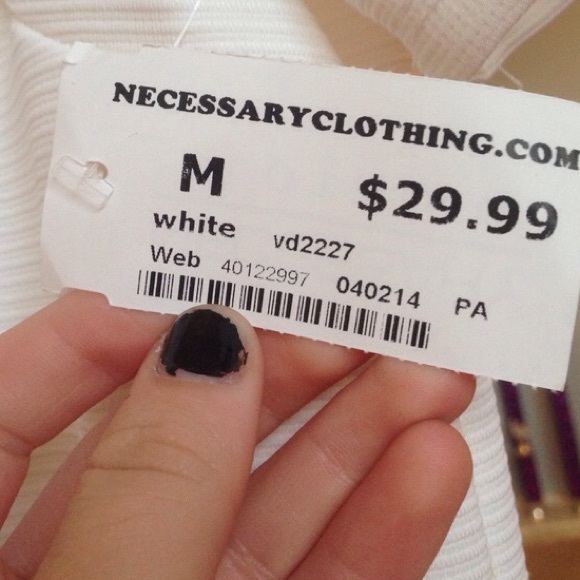 NECESSARYCLOTHING.COM
M $29.99
white vd2227
Web 40122997 040214 PA